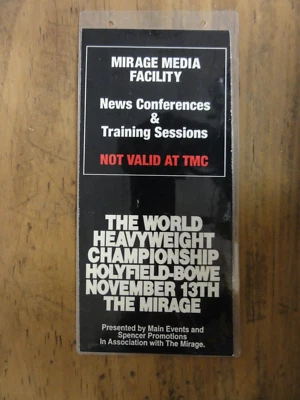 MIRAGE MEDIA
FACILITY
News Conferences
&
Training Sessions
NOT VALID AT TMC
THE WORLD
HEAVYWEIGHT
CHAMPIONSHIP
HOLYFIELD-BOWE
NOVEMBER 13TH
THE MIRAGE
Presented by Main Events and
Spencer Promotions
In Association with The Mirage.